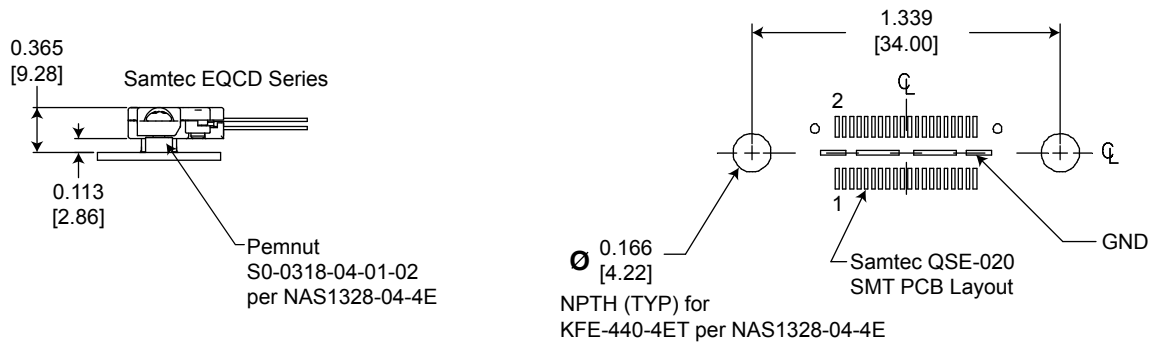 0.365
[9.28]
Samtec EQCD Series
0.113
[2.86]
Pemnut
S0-0318-04-01-02
per NAS1328-04-4E
1.339
[34.00]
℄
2
℄
1
GND
Ø 0.166
[4.22]
Samtec QSE-020
SMT PCB Layout
NPTH (TYP) for
KFE-440-4ET per NAS1328-04-4E